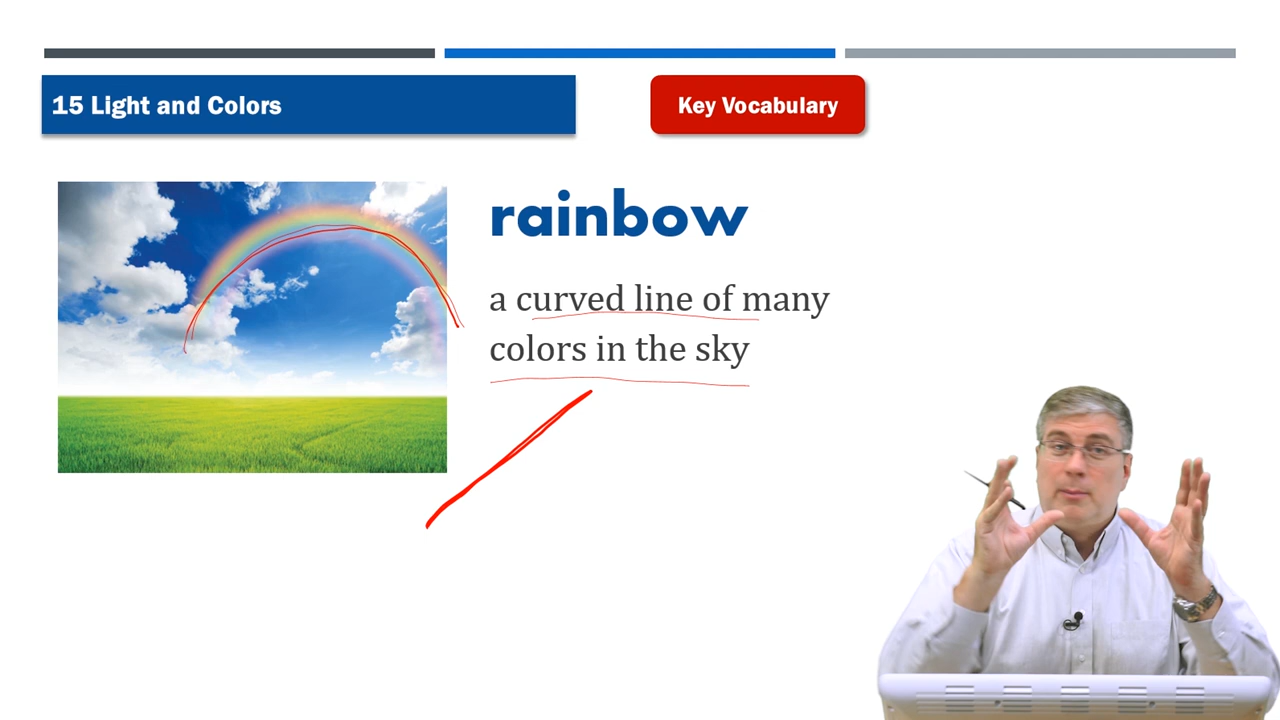 15 Light and Colors
Key Vocabulary
rainbow
a curved line of many
colors in the sky